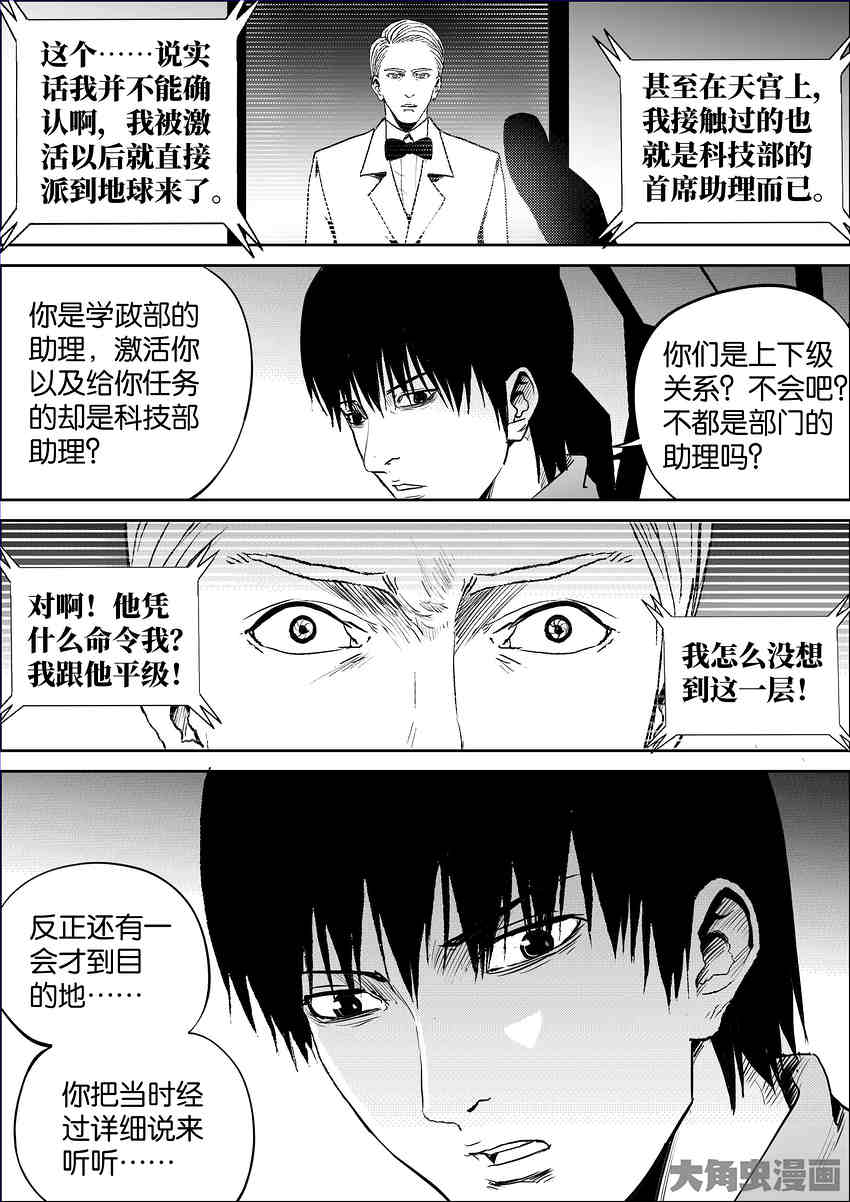 这个……说实
话我并不能确
认啊，我被激
活以后就直接
派到地球来了。
甚至在天宫上，
我接触过的也
就是科技部的
首席助理而已。
你是学政部的
助理，激活你
以及给你任务
的却是科技部
助理？
你们是上下级
关系？不会吧？
不都是部门的
助理吗？
对啊！他凭
什么命令我？
我跟他平级！
我怎么没想
到这一层！
反正还有一
会才到目
的地……
你把当时经
过详细说来
听听……
大角虫漫画